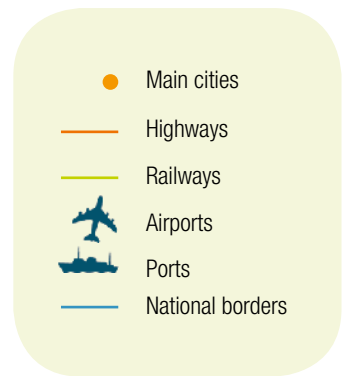 Main cities
Highways
Railways
Airports
Ports
National borders